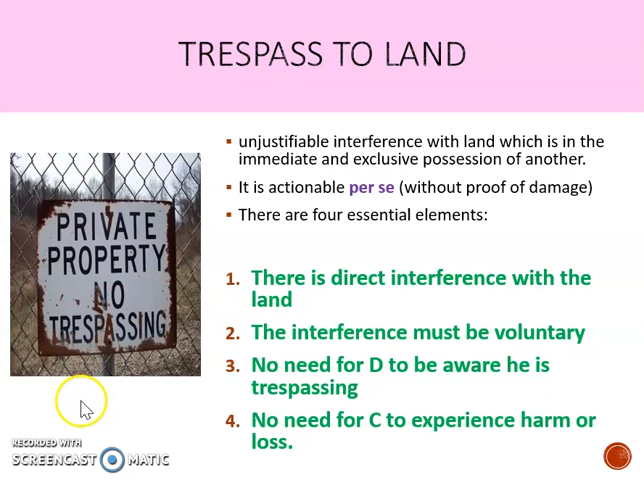 TRESPASS TO LAND
unjustifiable interference with land which is in the
immediate and exclusive possession of another.
It is actionable per se (without proof of damage)
There are four essential elements:
PRIVATE
PROPERTY
NO
TRESPASSING
1. There is direct interference with the
land
2. The interference must be voluntary
3. No need for D to be aware he is
trespassing
4. No need for C to experience harm or
loss.
RECORDED WITH
SCREENCAST MATIC